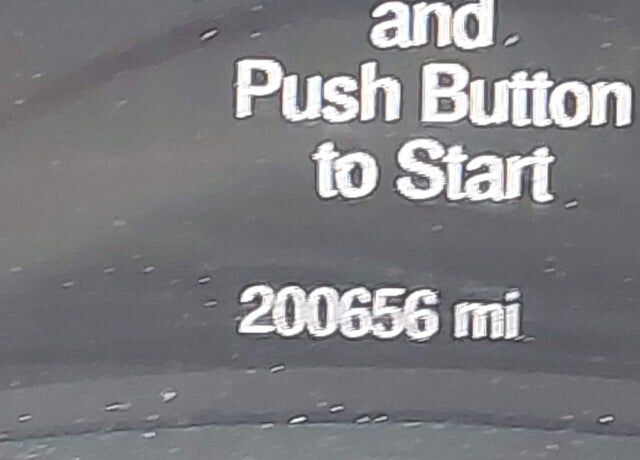 and
Push Button
to Start
200656 mi